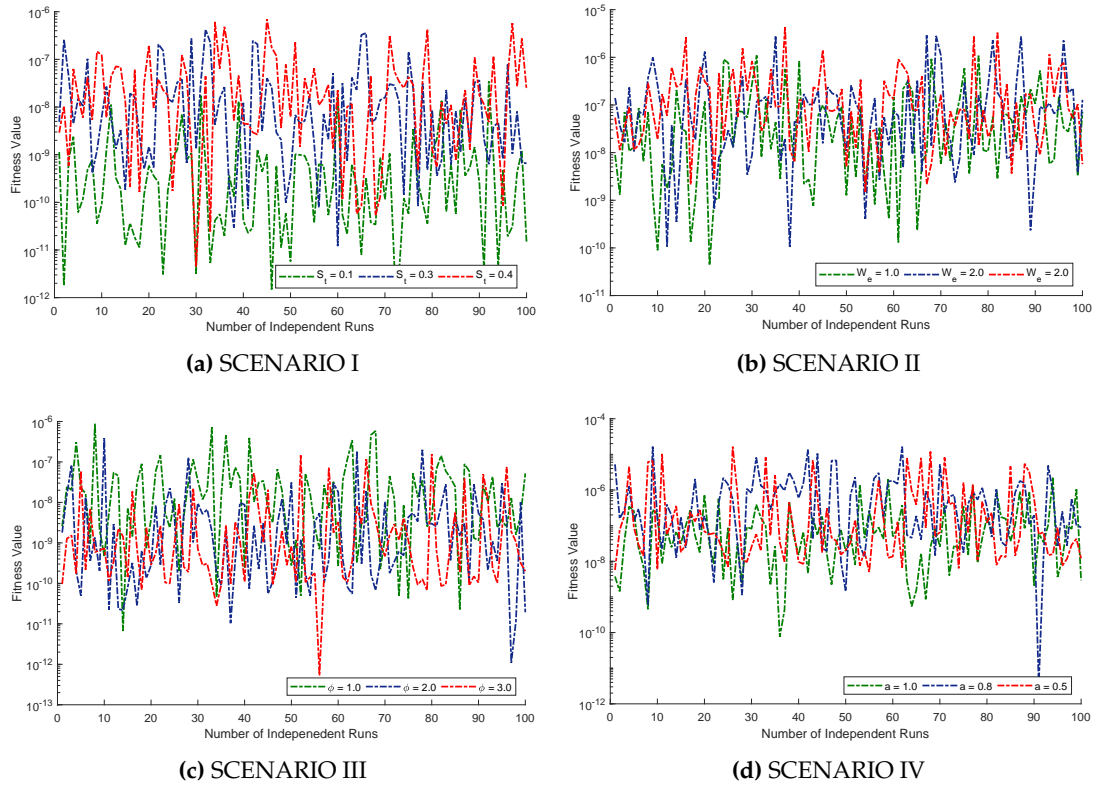 10^-6
10^-7
10^-8
10^-9
10^-10
10^-11
10^-12
Fitness Value
0 10 20 30 40 50 60 70 80 90 100
Number of Independent Runs
S_t = 0.1 S_t = 0.3 S_t = 0.4
(a) SCENARIO I
10^-5
10^-6
10^-7
10^-8
10^-9
10^-10
10^-11
Fitness Value
0 10 20 30 40 50 60 70 80 90 100
Number of Independent Runs
W_e = 1.0 W_e = 2.0 W_e = 2.0
(b) SCENARIO II
10^-6
10^-7
10^-8
10^-9
10^-10
10^-11
10^-12
10^-13
Fitness Value
0 10 20 30 40 50 60 70 80 90 100
Number of Indepenedent Runs
ϕ = 1.0 ϕ = 2.0 ϕ = 3.0
(c) SCENARIO III
10^-4
10^-6
10^-8
10^-10
10^-12
Fitness Value
0 10 20 30 40 50 60 70 80 90 100
Number of Independent Runs
a = 1.0 a = 0.8 a = 0.5
(d) SCENARIO IV